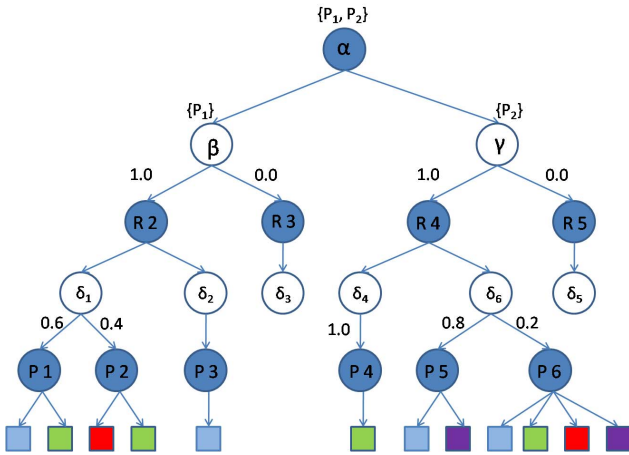 {P₁, P₂}
α
{P₁} {P₂}
β γ
1.0 0.0 1.0 0.0
R 2 R 3 R 4 R 5
δ₁ δ₂ δ₃ δ₄ δ₆ δ₅
0.6 0.4 1.0 0.8 0.2
P 1 P 2 P 3 P 4 P 5 P 6